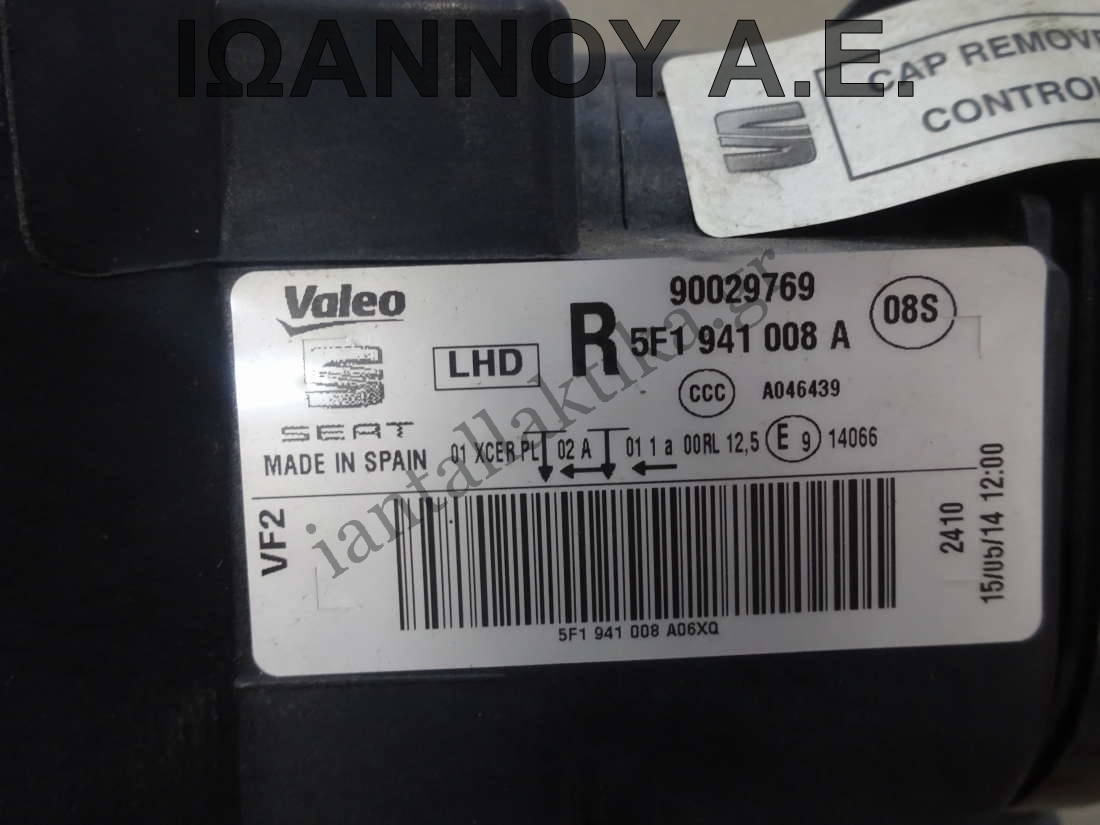 ΙΩΑΝΝΟΥ Α.Ε.
CAP REMOVE
CONTROL
Valeo
90029769
08S
LHD
R
5F1 941 008 A
CCC A046439
SEAT
MADE IN SPAIN
01 XCER PL 02 A 01 1 a 00RL 12,5 E 9 14066
VF2
2410
15/05/14 12:00
5F1 941 008 A06XQ
iantallaktika.gr